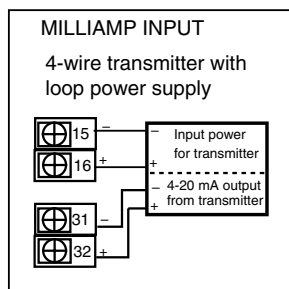 MILLIAMP INPUT
4-wire transmitter with
loop power supply
15 – – Input power
16 + + for transmitter
31 – – 4-20 mA output
32 + + from transmitter